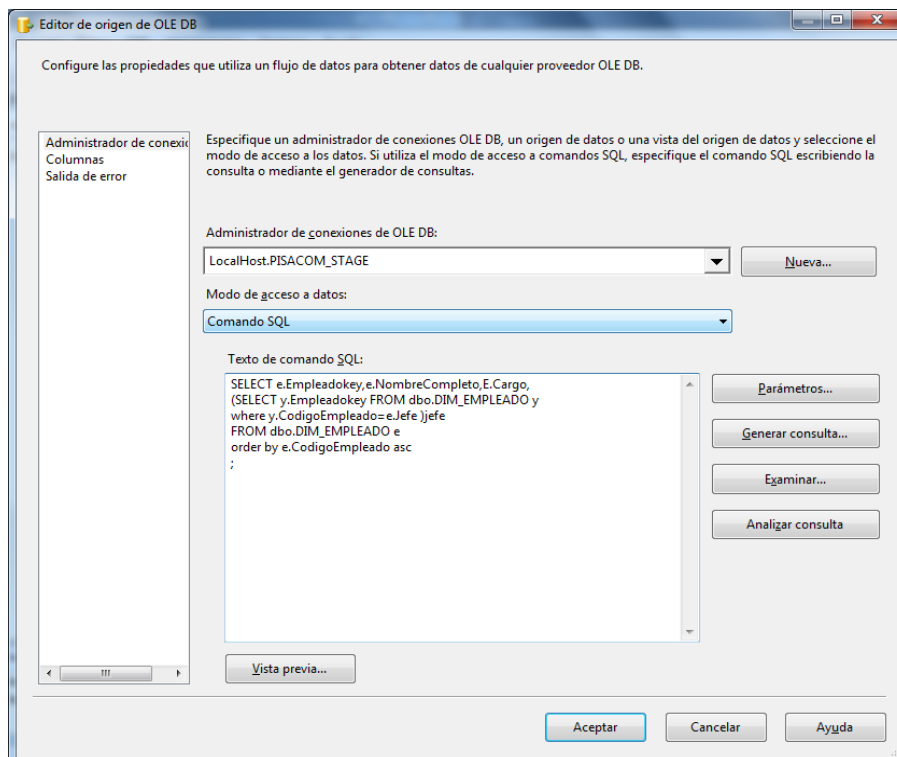 Editor de origen de OLE DB
Configure las propiedades que utiliza un flujo de datos para obtener datos de cualquier proveedor OLE DB.
Administrador de conexic
Columnas
Salida de error
Especifique un administrador de conexiones OLE DB, un origen de datos o una vista del origen de datos y seleccione el
modo de acceso a los datos. Si utiliza el modo de acceso a comandos SQL, especifique el comando SQL escribiendo la
consulta o mediante el generador de consultas.
Administrador de conexiones de OLE DB:
LocalHost.PISACOM_STAGE
Nueva...
Modo de acceso a datos:
Comando SQL
Texto de comando SQL:
SELECT e.Empleadokey,e.NombreCompleto,E.Cargo,
(SELECT y.Empleadokey FROM dbo.DIM_EMPLEADO y
where y.CodigoEmpleado=e.Jefe )jefe
FROM dbo.DIM_EMPLEADO e
order by e.CodigoEmpleado asc
;
Parámetros...
Generar consulta...
Examinar...
Analizar consulta
Vista previa...
Aceptar
Cancelar
Ayuda